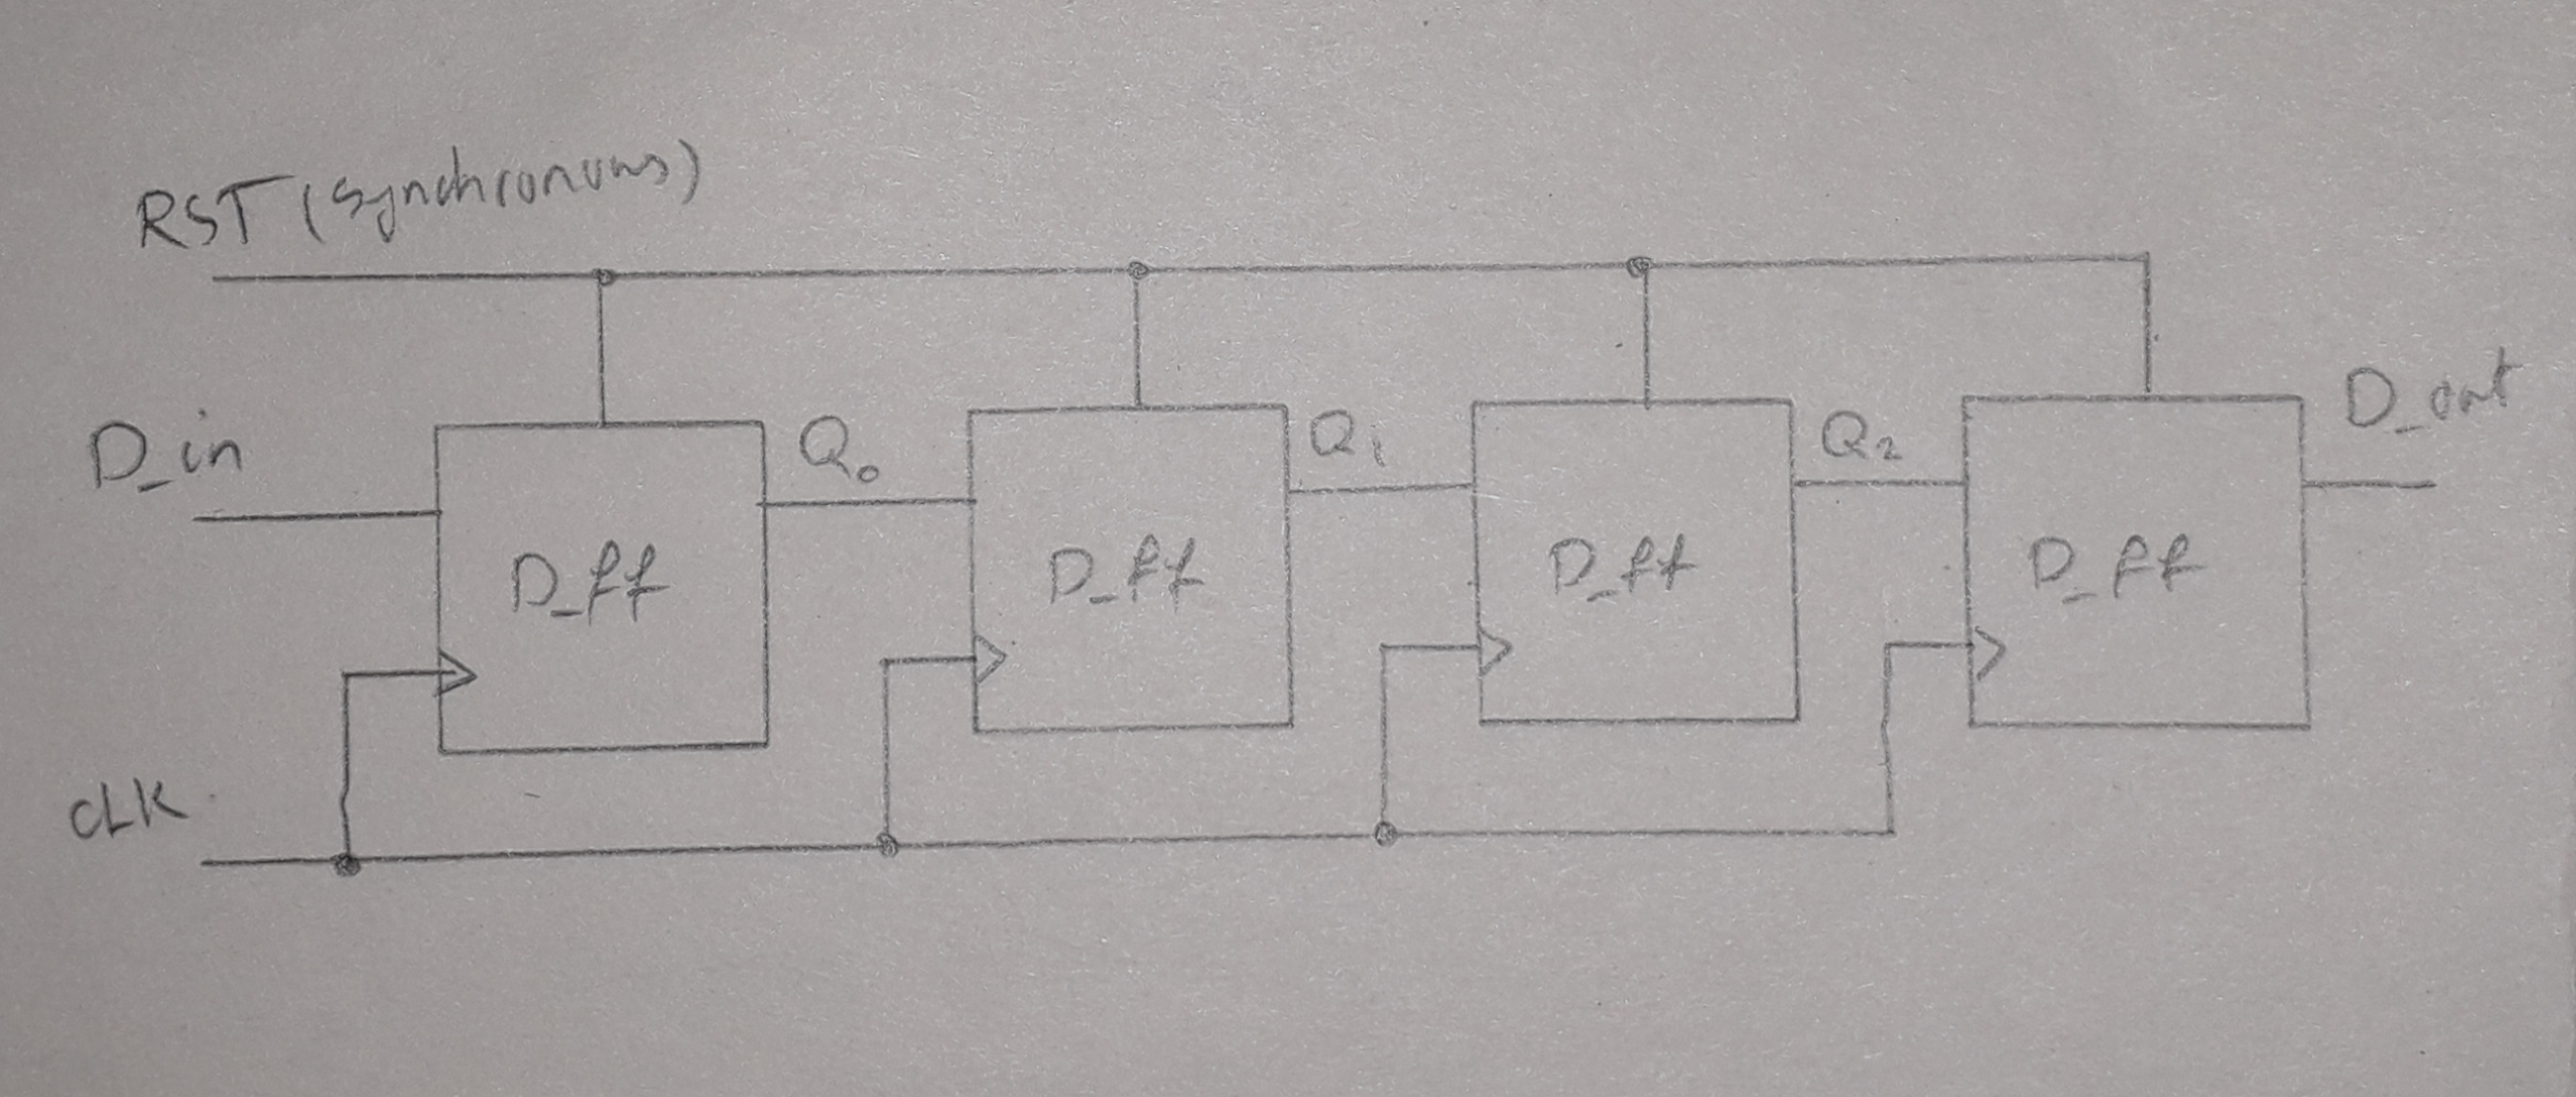 RST (synchronous)
D_in
Q₀
Q₁
Q₂
D_out
D_ff
D_ff
D_ff
D_ff
CLK